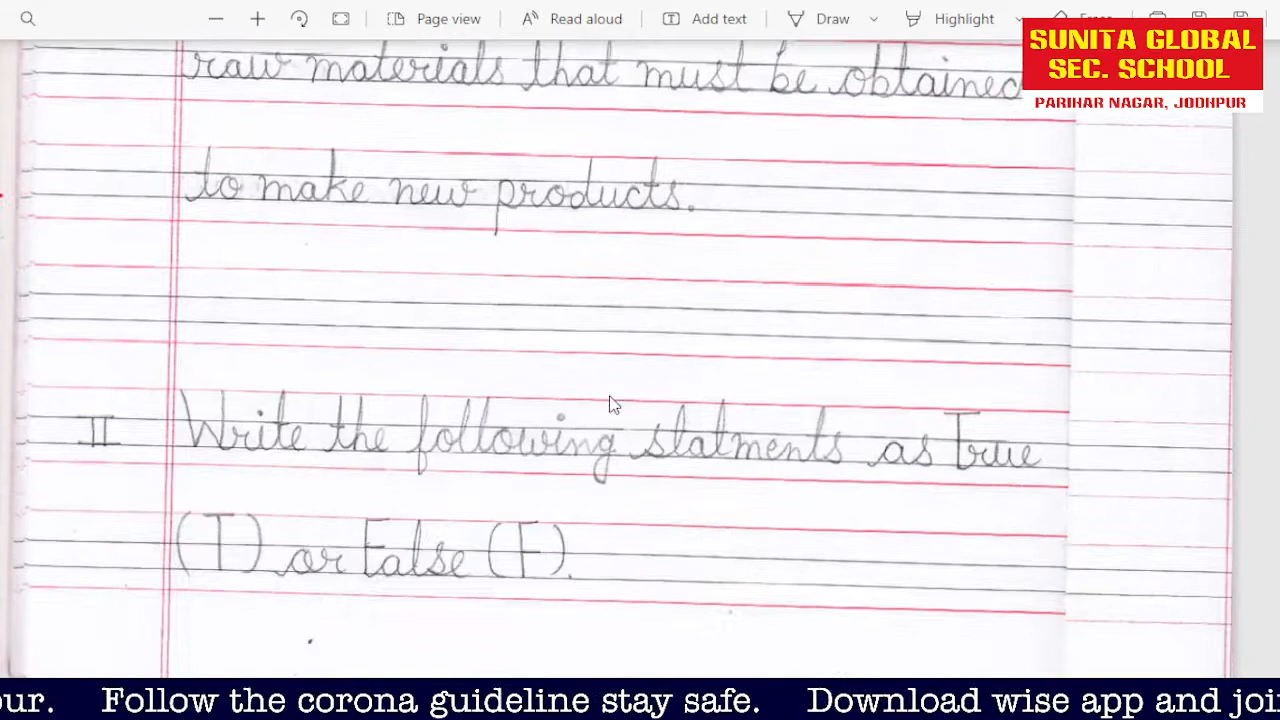 Page view
Read aloud
Add text
Draw
Highlight
SUNITA GLOBAL
SEC. SCHOOL
PARIHAR NAGAR, JODHPUR
raw materials that must be obtained
to make new products.
II Write the following statments as True
(T) or False (F).
our. Follow the corona guideline stay safe. Download wise app and joi